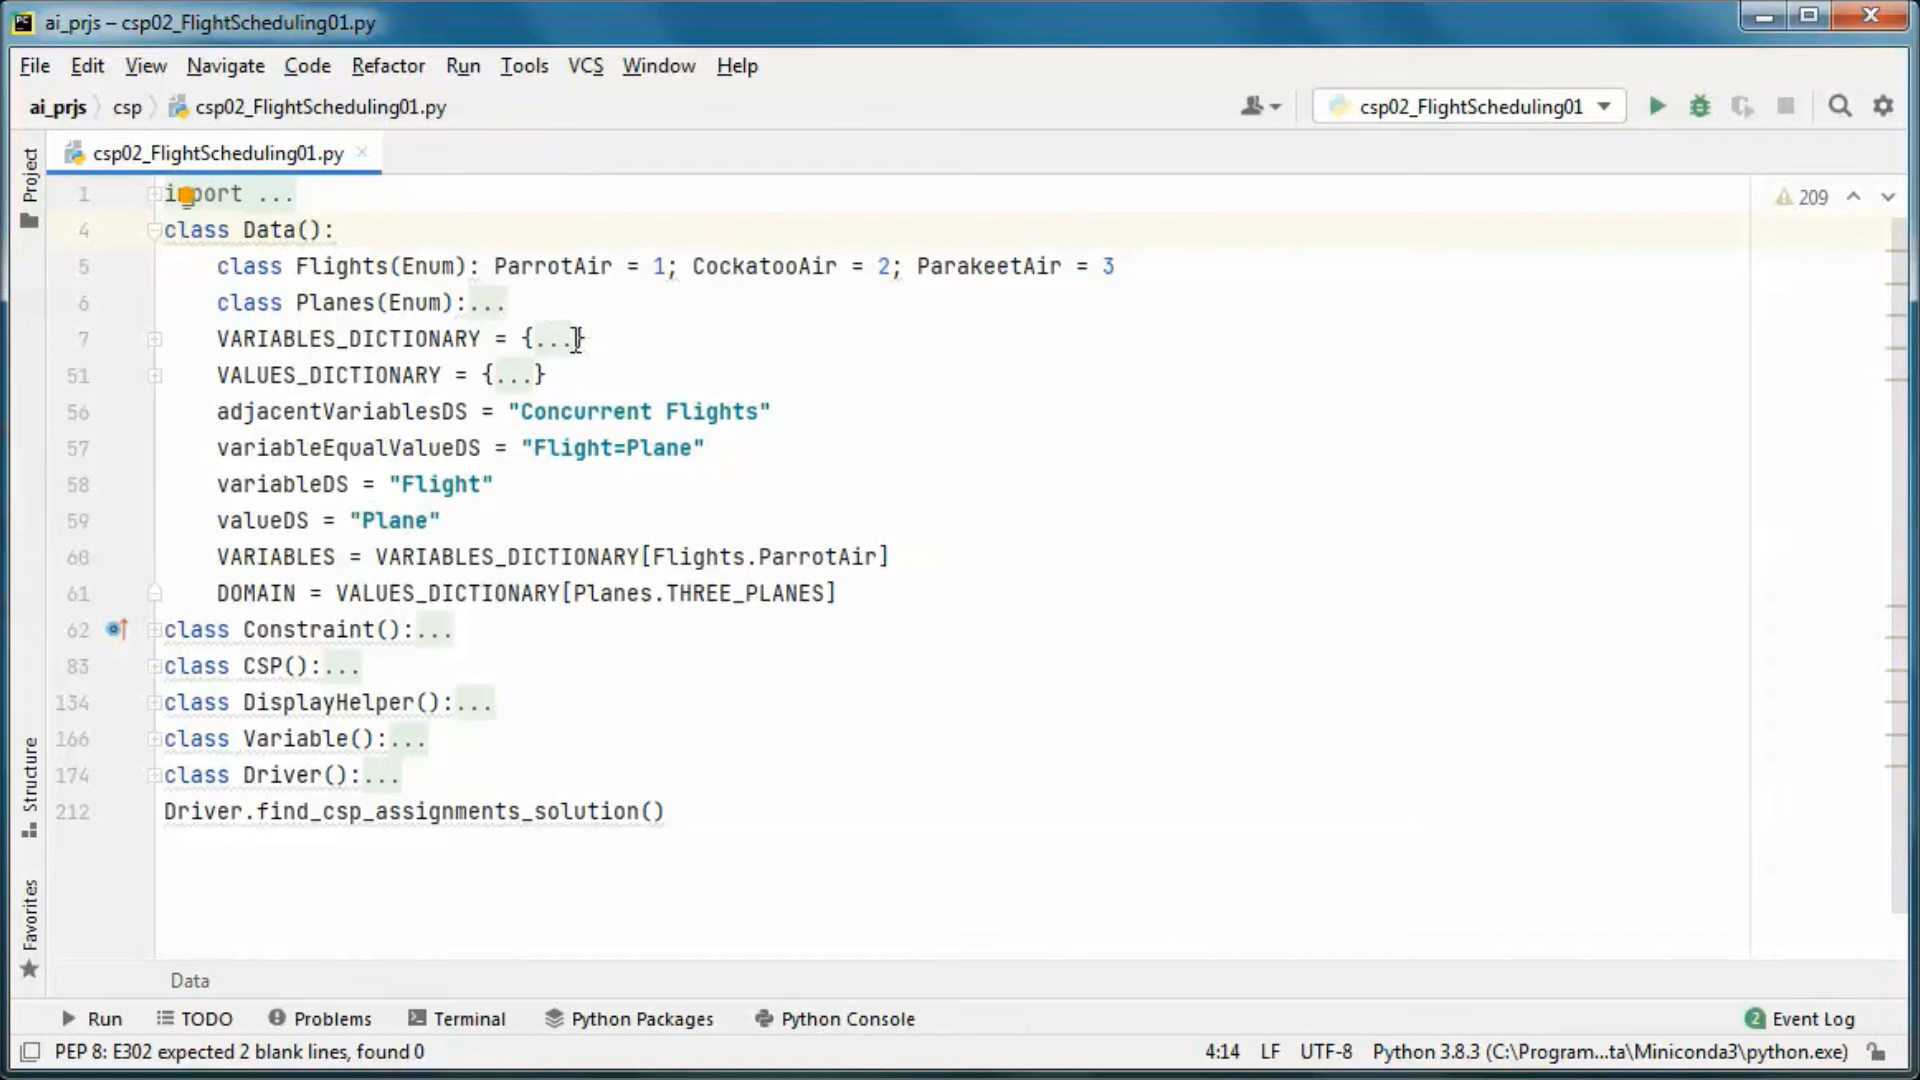 ai_prjs – csp02_FlightScheduling01.py
File Edit View Navigate Code Refactor Run Tools VCS Window Help
ai_prjs csp csp02_FlightScheduling01.py csp02_FlightScheduling01
Project
csp02_FlightScheduling01.py
1 import ... 209
4 class Data():
5 class Flights(Enum): ParrotAir = 1; CockatooAir = 2; ParakeetAir = 3
6 class Planes(Enum):...
7 VARIABLES_DICTIONARY = {...}
51 VALUES_DICTIONARY = {...}
56 adjacentVariablesDS = "Concurrent Flights"
57 variableEqualValueDS = "Flight=Plane"
58 variableDS = "Flight"
59 valueDS = "Plane"
60 VARIABLES = VARIABLES_DICTIONARY[Flights.ParrotAir]
61 DOMAIN = VALUES_DICTIONARY[Planes.THREE_PLANES]
62 class Constraint():...
83 class CSP():...
134 class DisplayHelper():...
166 class Variable():...
174 class Driver():...
212 Driver.find_csp_assignments_solution()
Structure
Favorites
Data
Run TODO Problems Terminal Python Packages Python Console 2 Event Log
PEP 8: E302 expected 2 blank lines, found 0 4:14 LF UTF-8 Python 3.8.3 (C:\Program...ta\Miniconda3\python.exe)